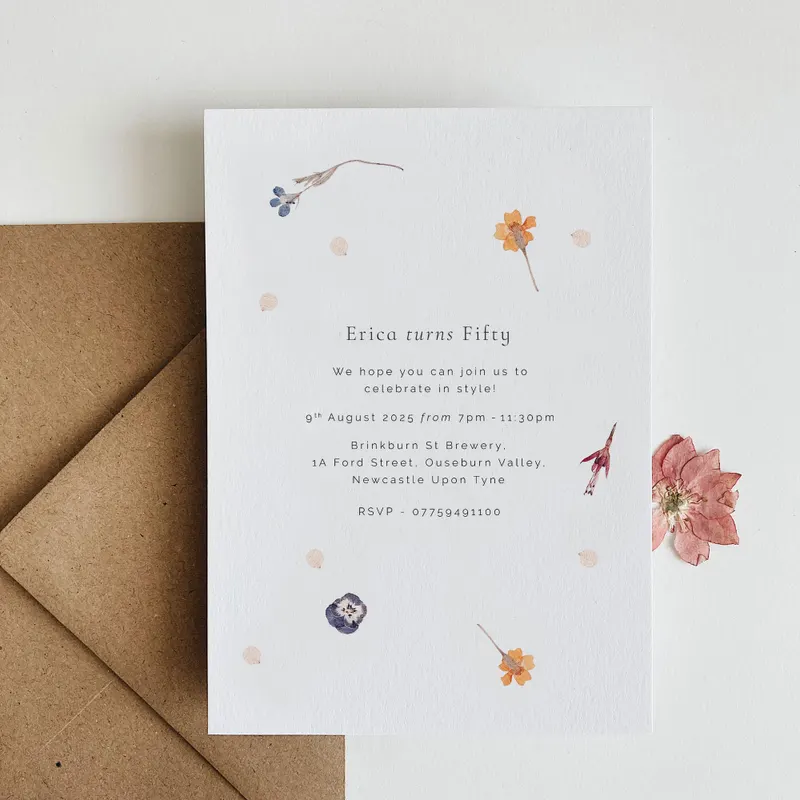 Erica turns Fifty
We hope you can join us to
celebrate in style!
9th August 2025 from 7pm - 11:30pm
Brinkburn St Brewery,
1A Ford Street, Ouseburn Valley,
Newcastle Upon Tyne
RSVP - 07759491100